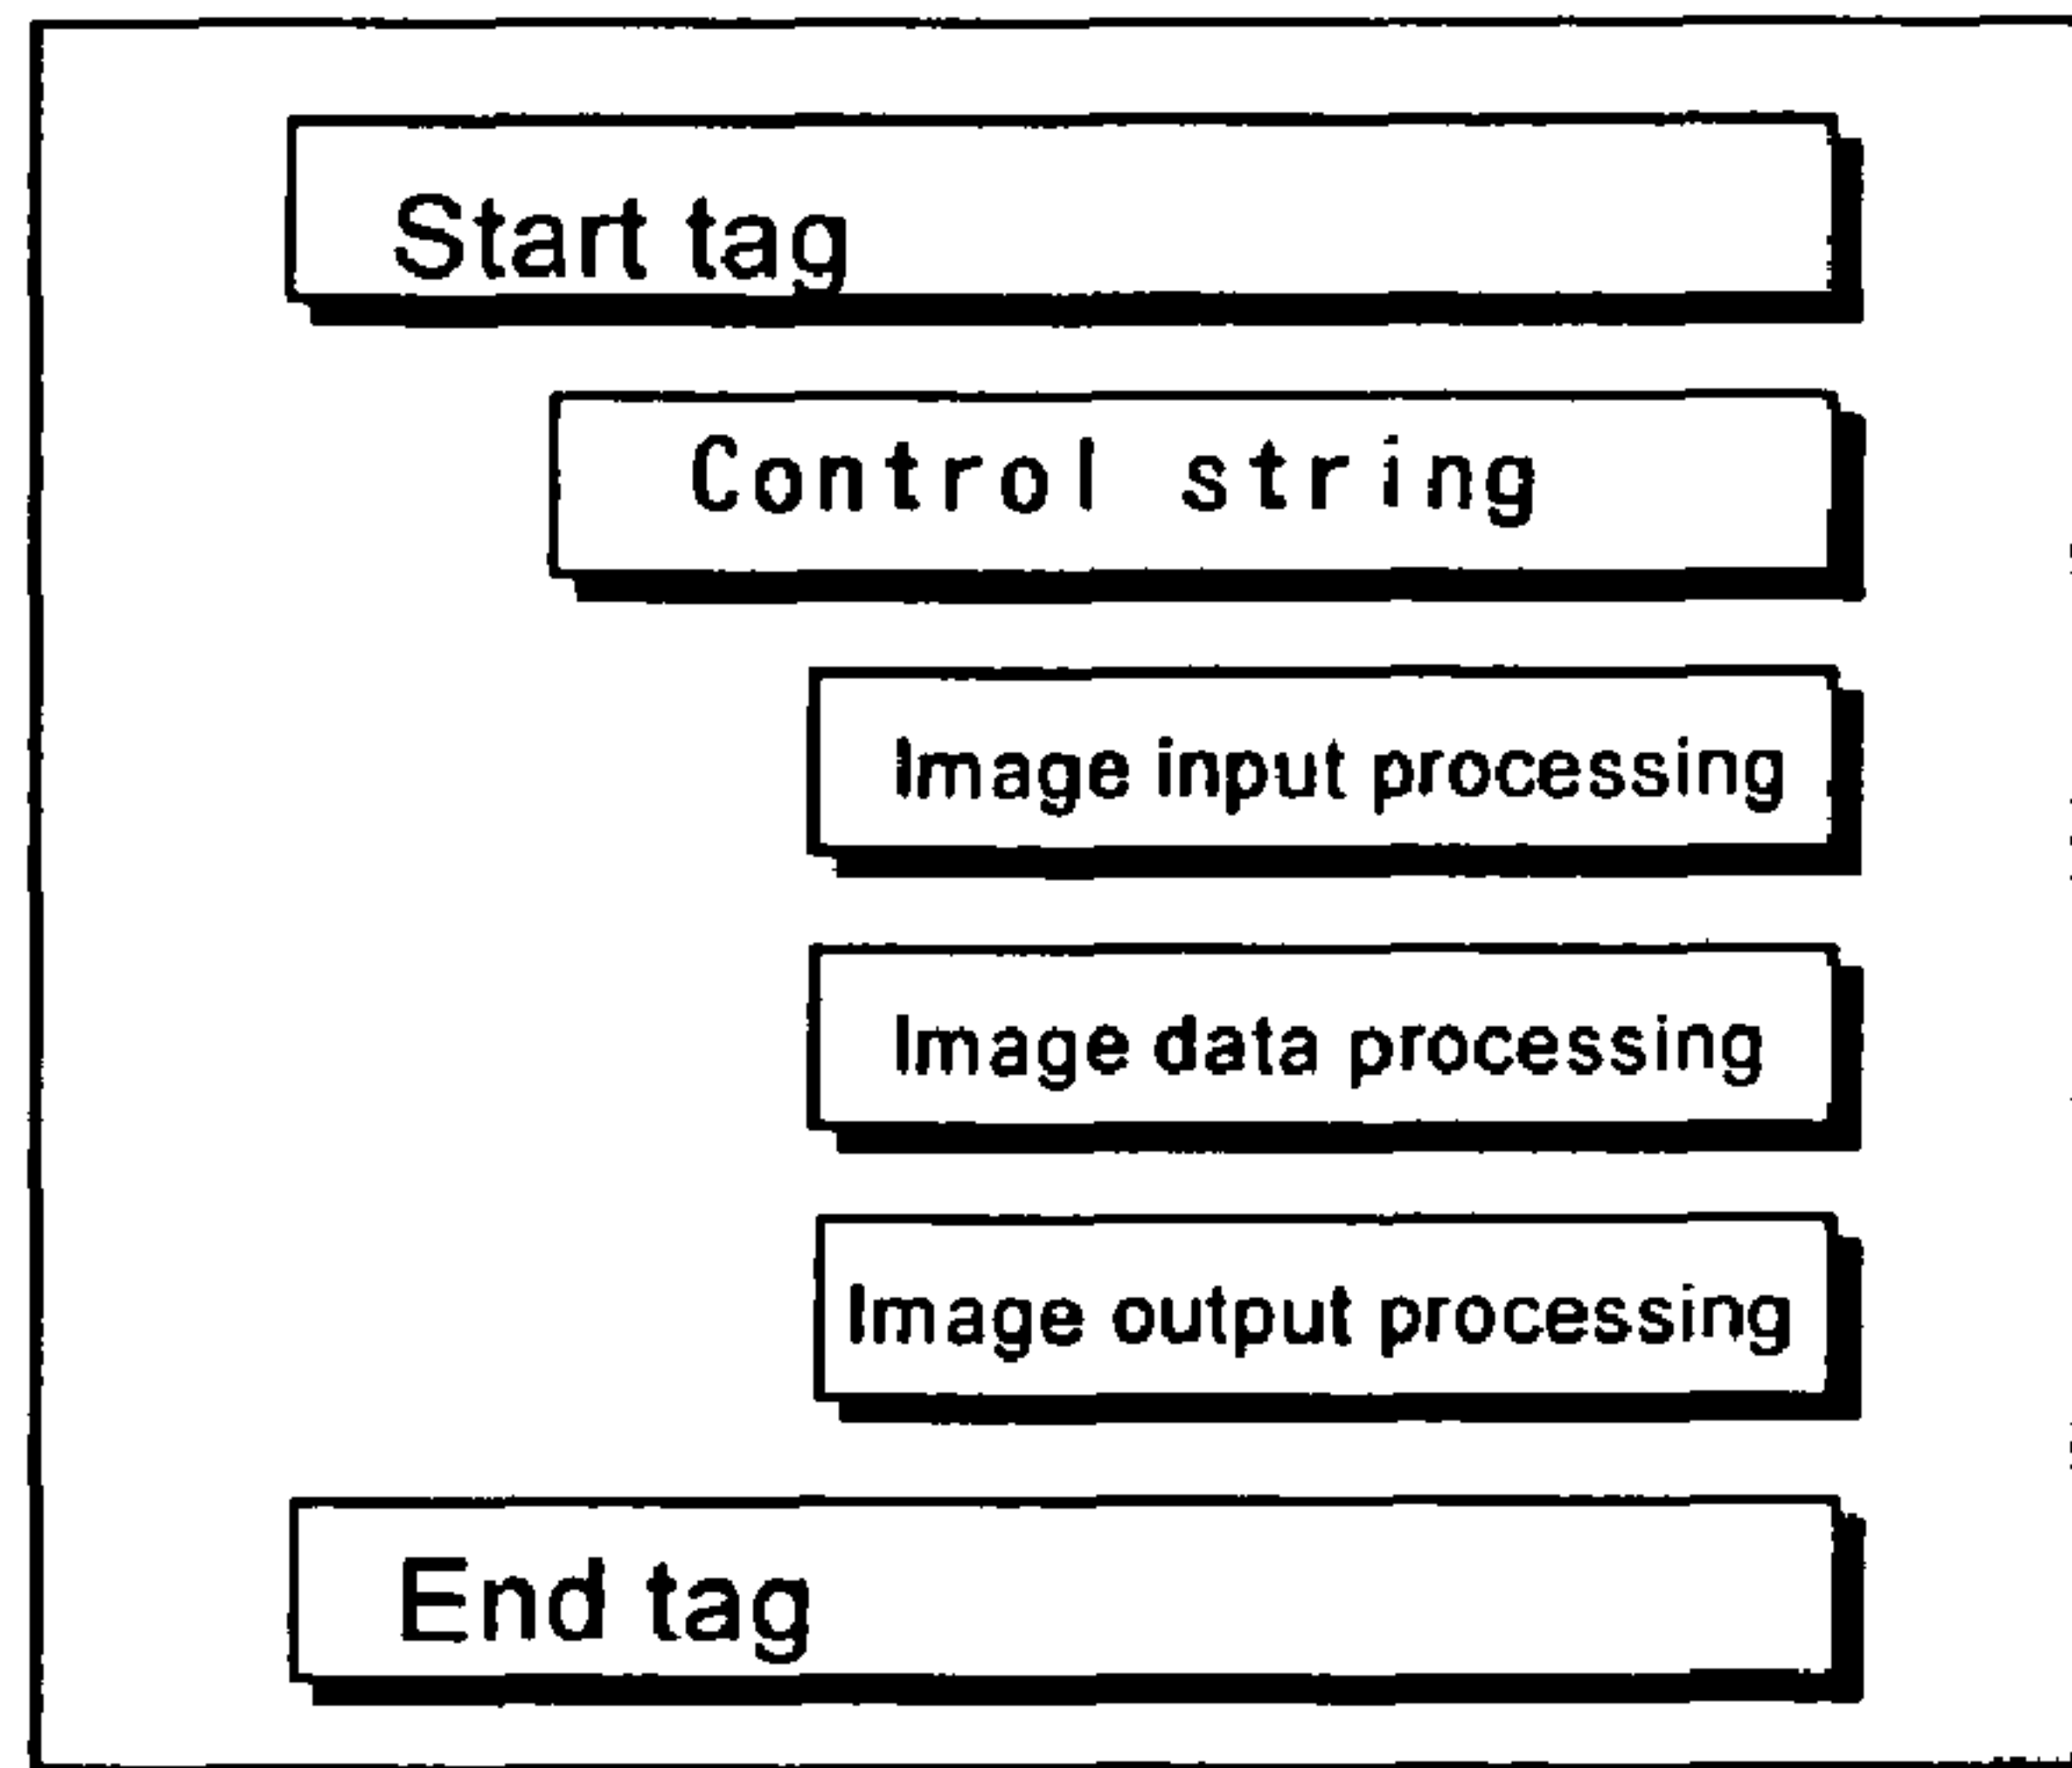 Start tag
Control string
Image input processing
Image data processing
Image output processing
End tag